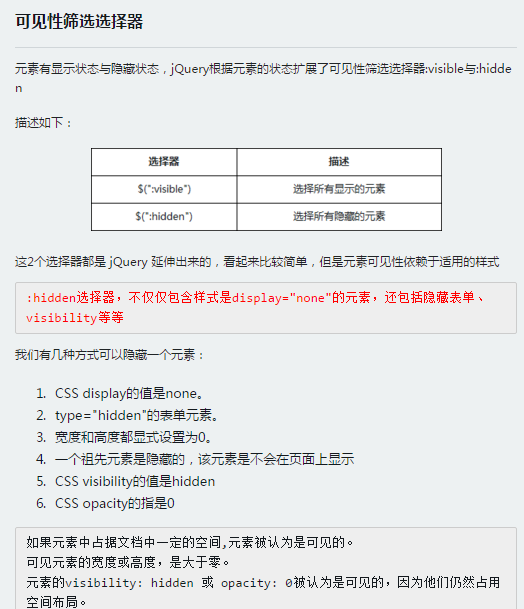 可见性筛选选择器
元素有显示状态与隐藏状态，jQuery根据元素的状态扩展了可见性筛选选择器:visible与:hidde
n
描述如下：
选择器 描述
$(":visible") 选择所有显示的元素
$(":hidden") 选择所有隐藏的元素
这2个选择器都是 jQuery 延伸出来的，看起来比较简单，但是元素可见性依赖于适用的样式
:hidden选择器，不仅仅包含样式是display="none"的元素，还包括隐藏表单、
visibility等等
我们有几种方式可以隐藏一个元素：
1. CSS display的值是none。
2. type="hidden"的表单元素。
3. 宽度和高度都显式设置为0。
4. 一个祖先元素是隐藏的，该元素是不会在页面上显示
5. CSS visibility的值是hidden
6. CSS opacity的指是0
如果元素中占据文档中一定的空间,元素被认为是可见的。
可见元素的宽度或高度，是大于零。
元素的visibility: hidden 或 opacity: 0被认为是可见的，因为他们仍然占用
空间布局。